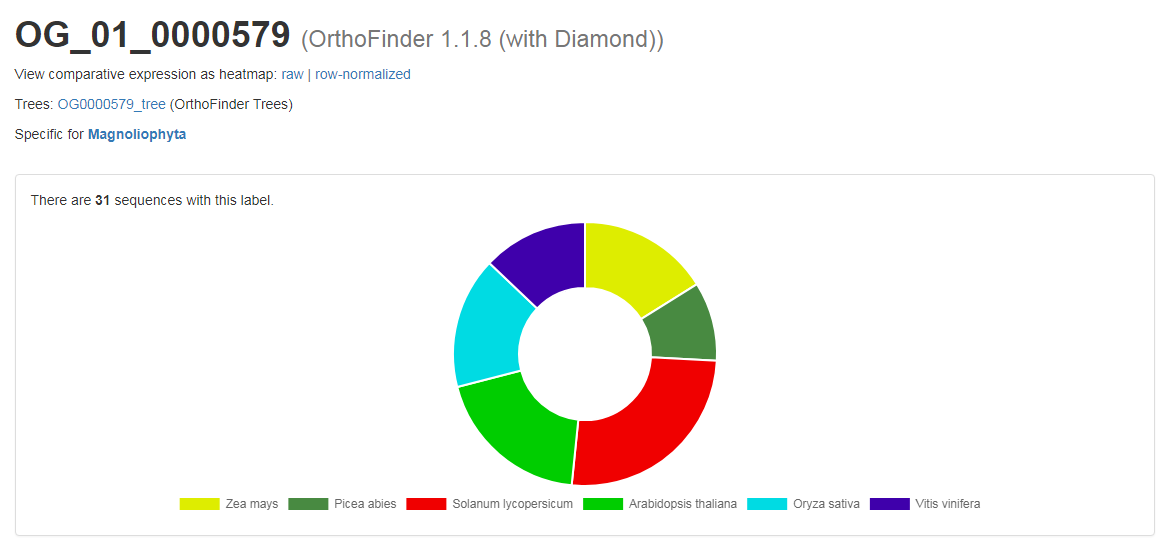 OG_01_0000579 (OrthoFinder 1.1.8 (with Diamond))
View comparative expression as heatmap: raw | row-normalized
Trees: OG0000579_tree (OrthoFinder Trees)
Specific for Magnoliophyta
There are 31 sequences with this label.
Zea mays Picea abies Solanum lycopersicum Arabidopsis thaliana Oryza sativa Vitis vinifera